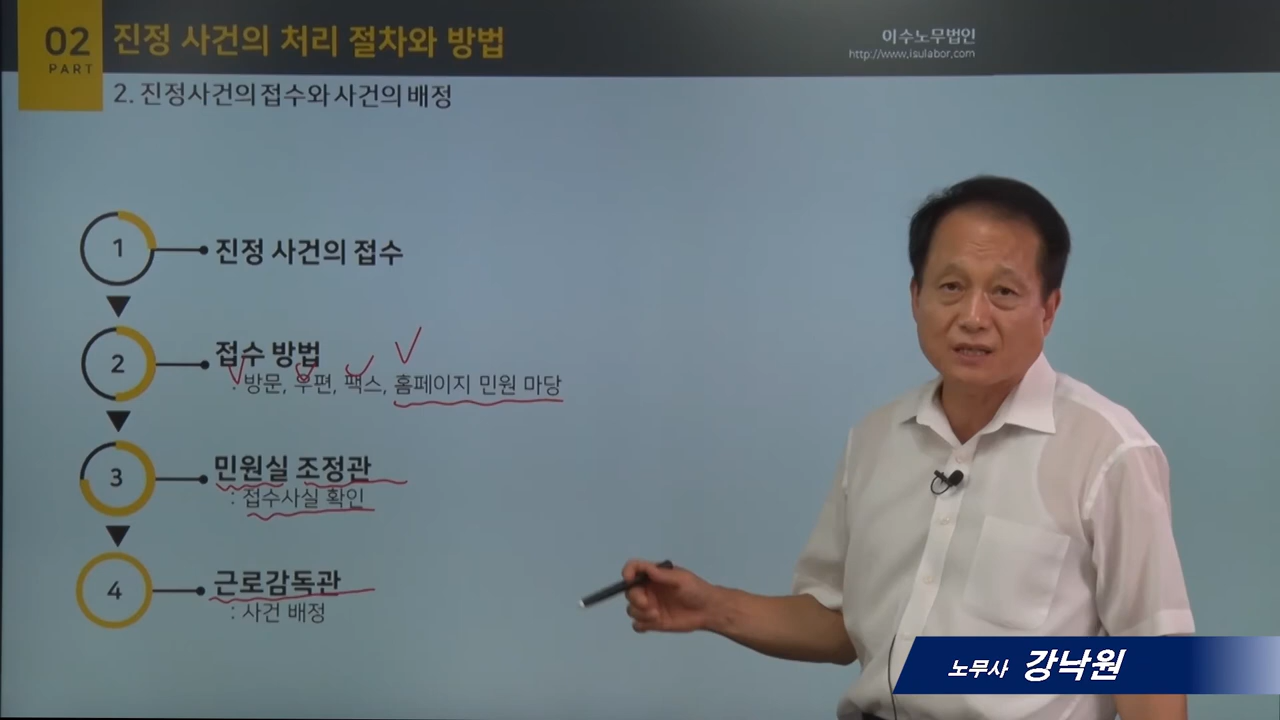 02
PART
진정 사건의 처리 절차와 방법
이수노무법인
http://www.isulabor.com
2. 진정사건의 접수와 사건의 배정
1
진정 사건의 접수
2
접수 방법
: 방문, 우편, 팩스, 홈페이지 민원 마당
3
민원실 조정관
: 접수사실 확인
4
근로감독관
: 사건 배정
노무사 강낙원